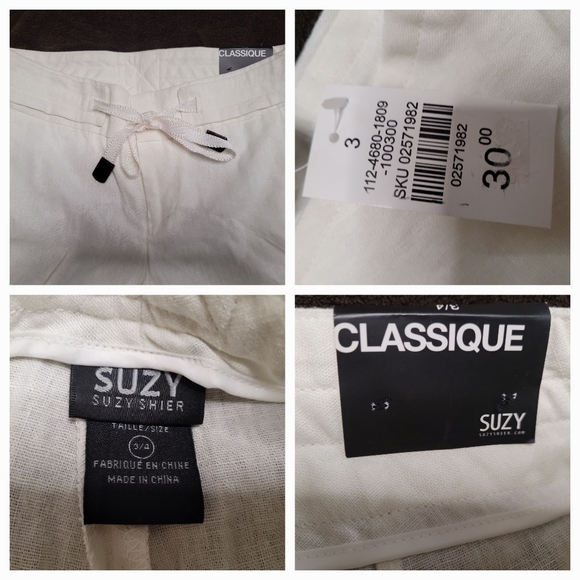 CLASSIQUE
3
112-4680-1809
-100300
SKU 02571982
02571982
30 00
SUZY
SUZY SHIER
TAILLE/SIZE
3/4
FABRIQUÉ EN CHINE
MADE IN CHINA
3/4
CLASSIQUE
SUZY
SUZYSHIER.COM